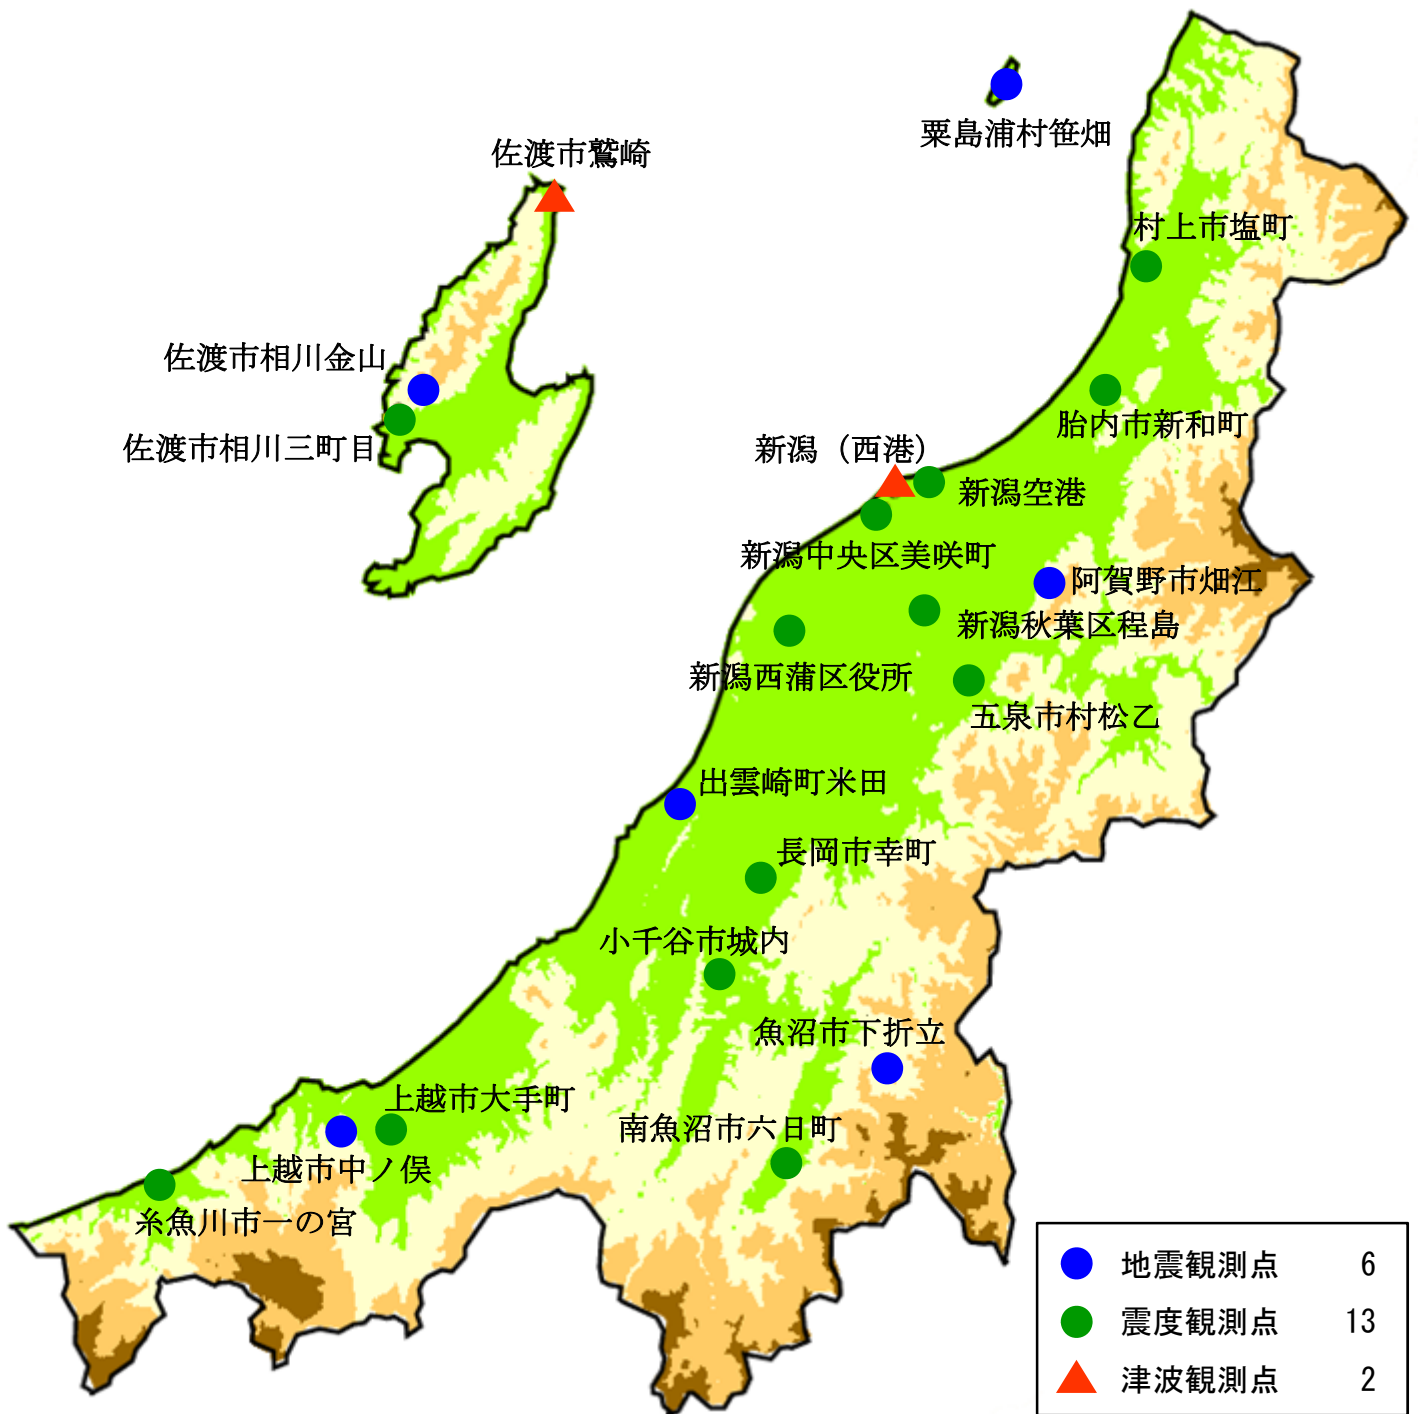 粟島浦村笹畑
佐渡市鷲崎
村上市塩町
佐渡市相川金山
胎内市新和町
佐渡市相川三町目
新潟（西港）
新潟空港
新潟中央区美咲町
阿賀野市畑江
新潟秋葉区程島
新潟西蒲区役所
五泉市村松乙
出雲崎町米田
長岡市幸町
小千谷市城内
魚沼市下折立
上越市大手町
南魚沼市六日町
上越市中ノ俣
糸魚川市一の宮
地震観測点 6
震度観測点 13
津波観測点 2